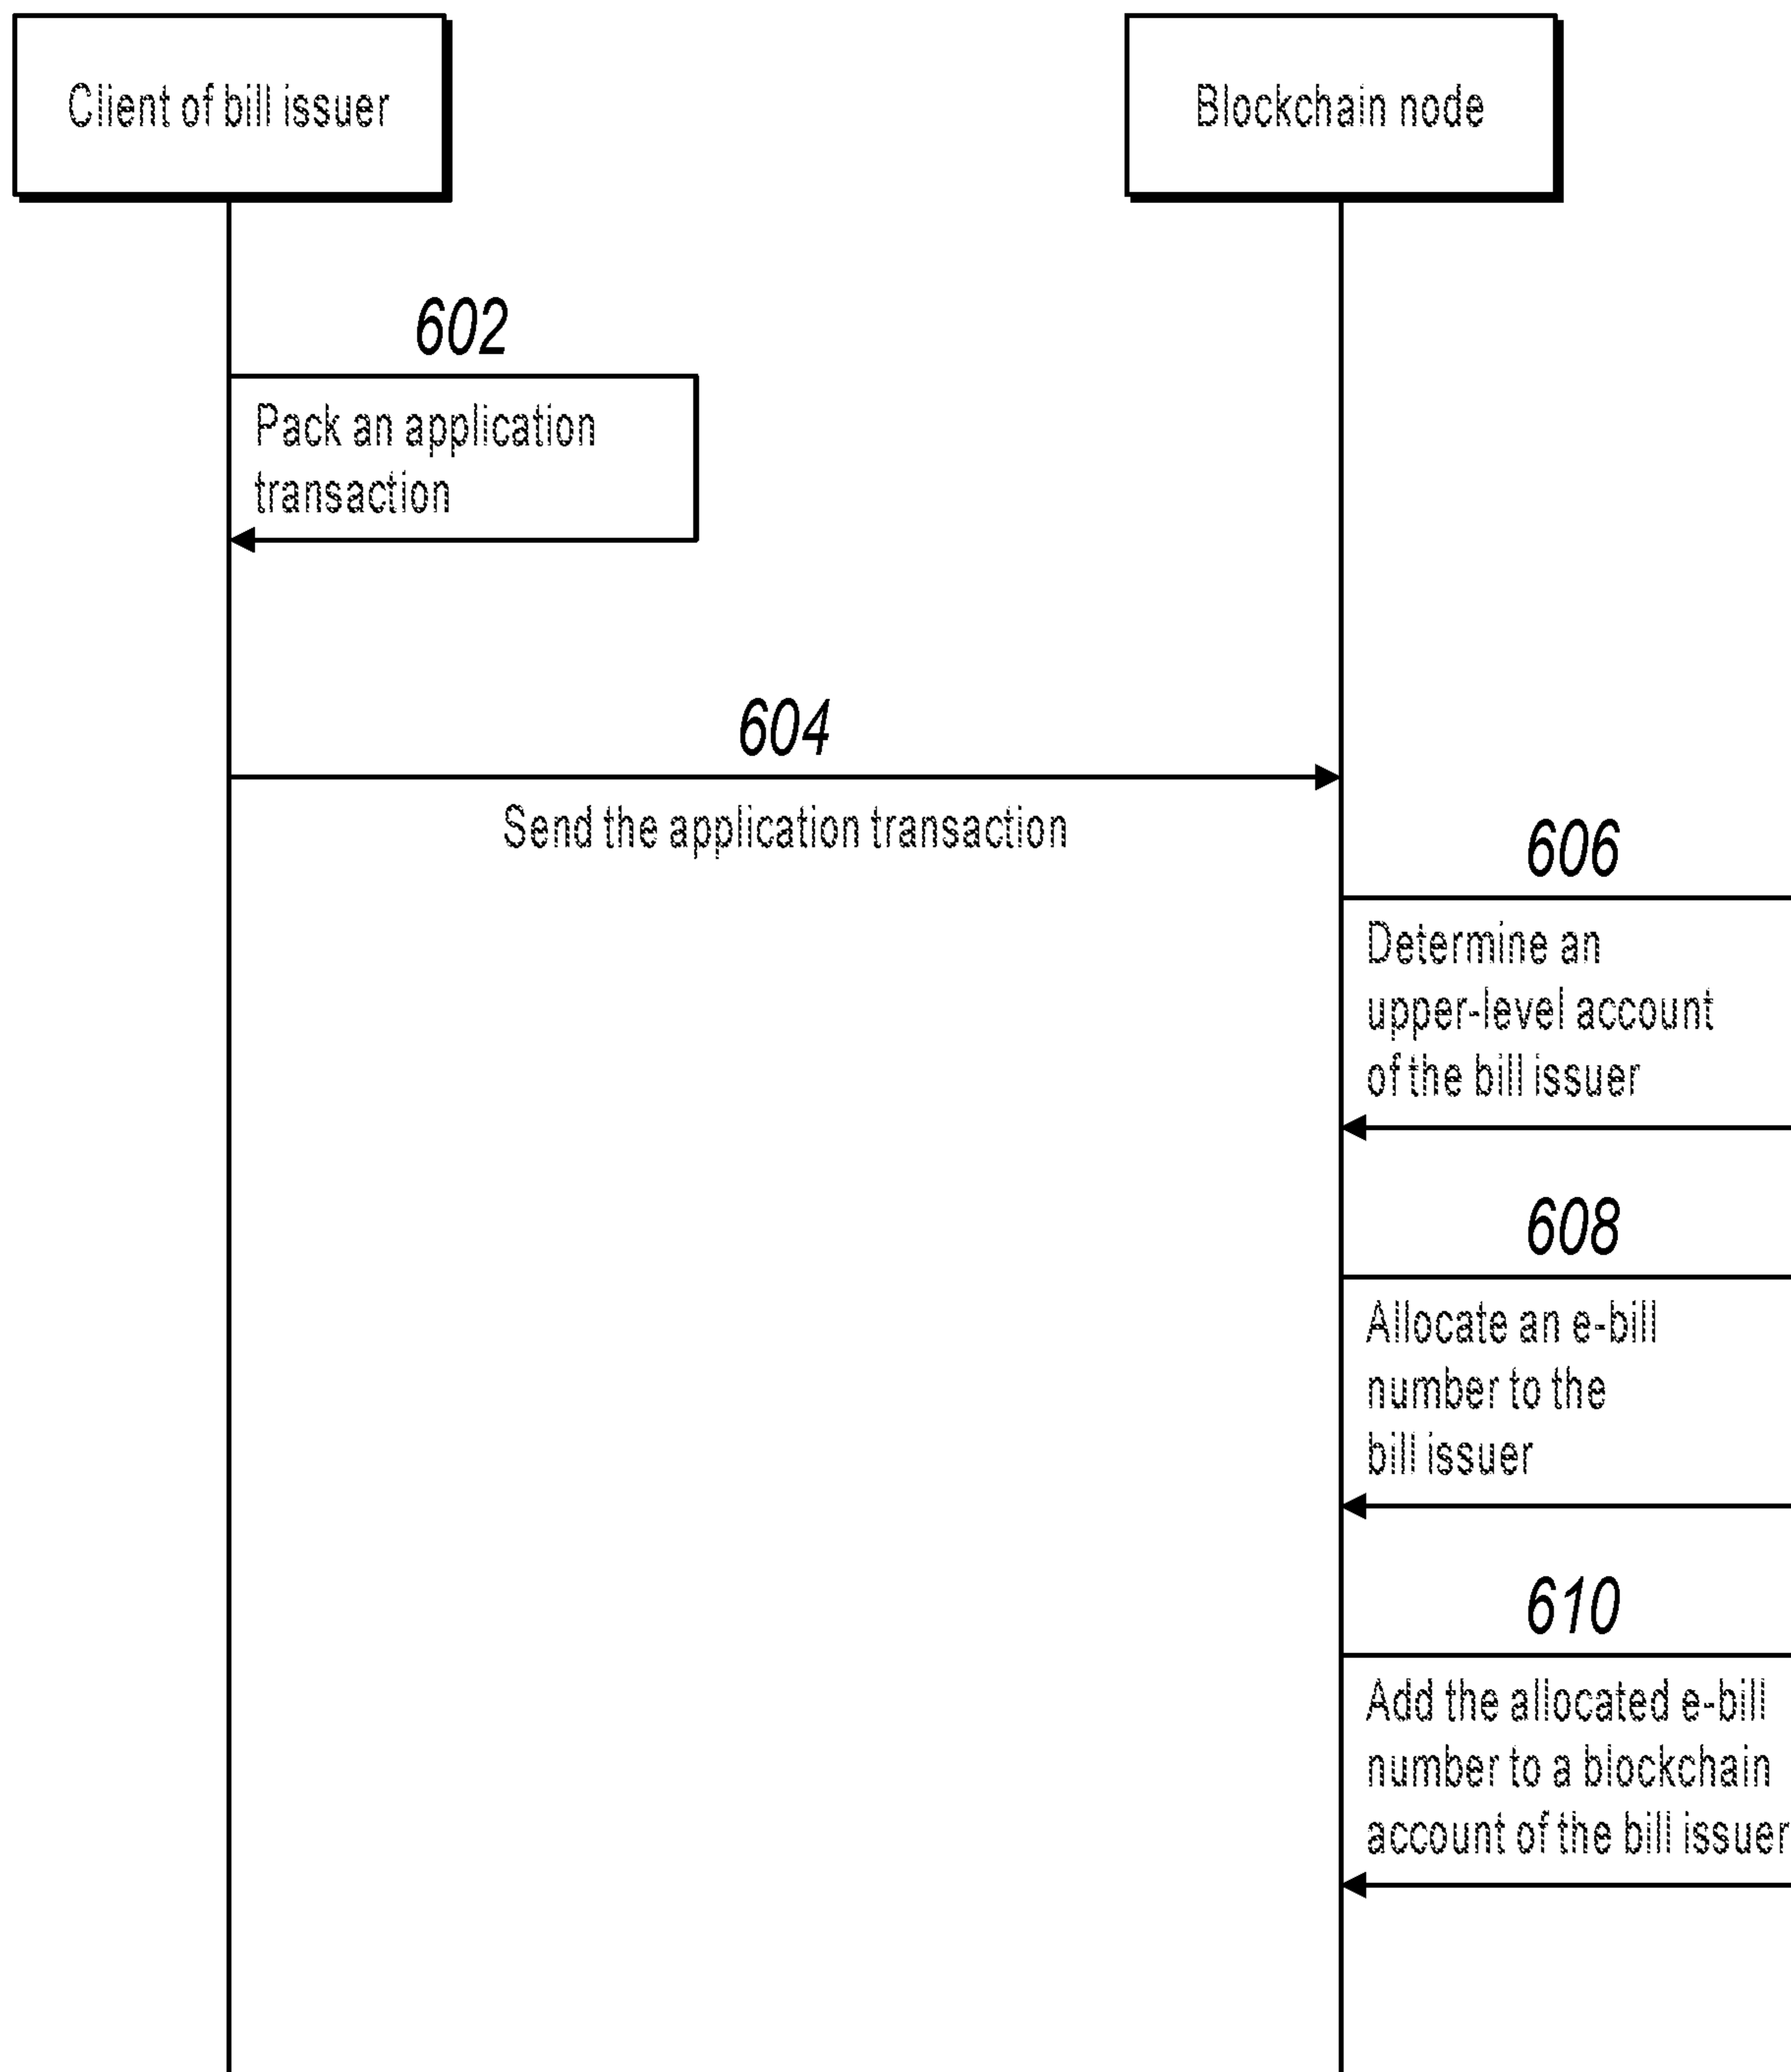 Client of bill issuer
Blockchain node
602
Pack an application
transaction
604
Send the application transaction
606
Determine an
upper-level account
of the bill issuer
608
Allocate an e-bill
number to the
bill issuer
610
Add the allocated e-bill
number to a blockchain
account of the bill issuer